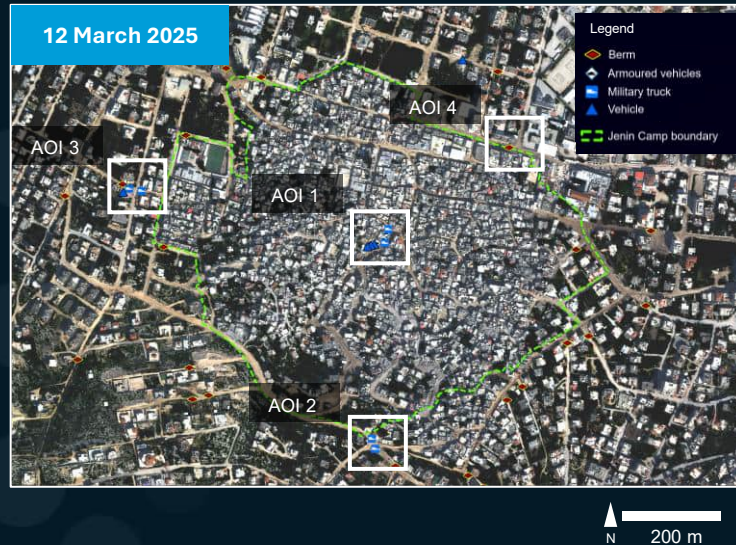 12 March 2025
Legend
Berm
Armoured vehicles
Military truck
Vehicle
Jenin Camp boundary
AOI 4
AOI 3
AOI 1
AOI 2
N
200 m